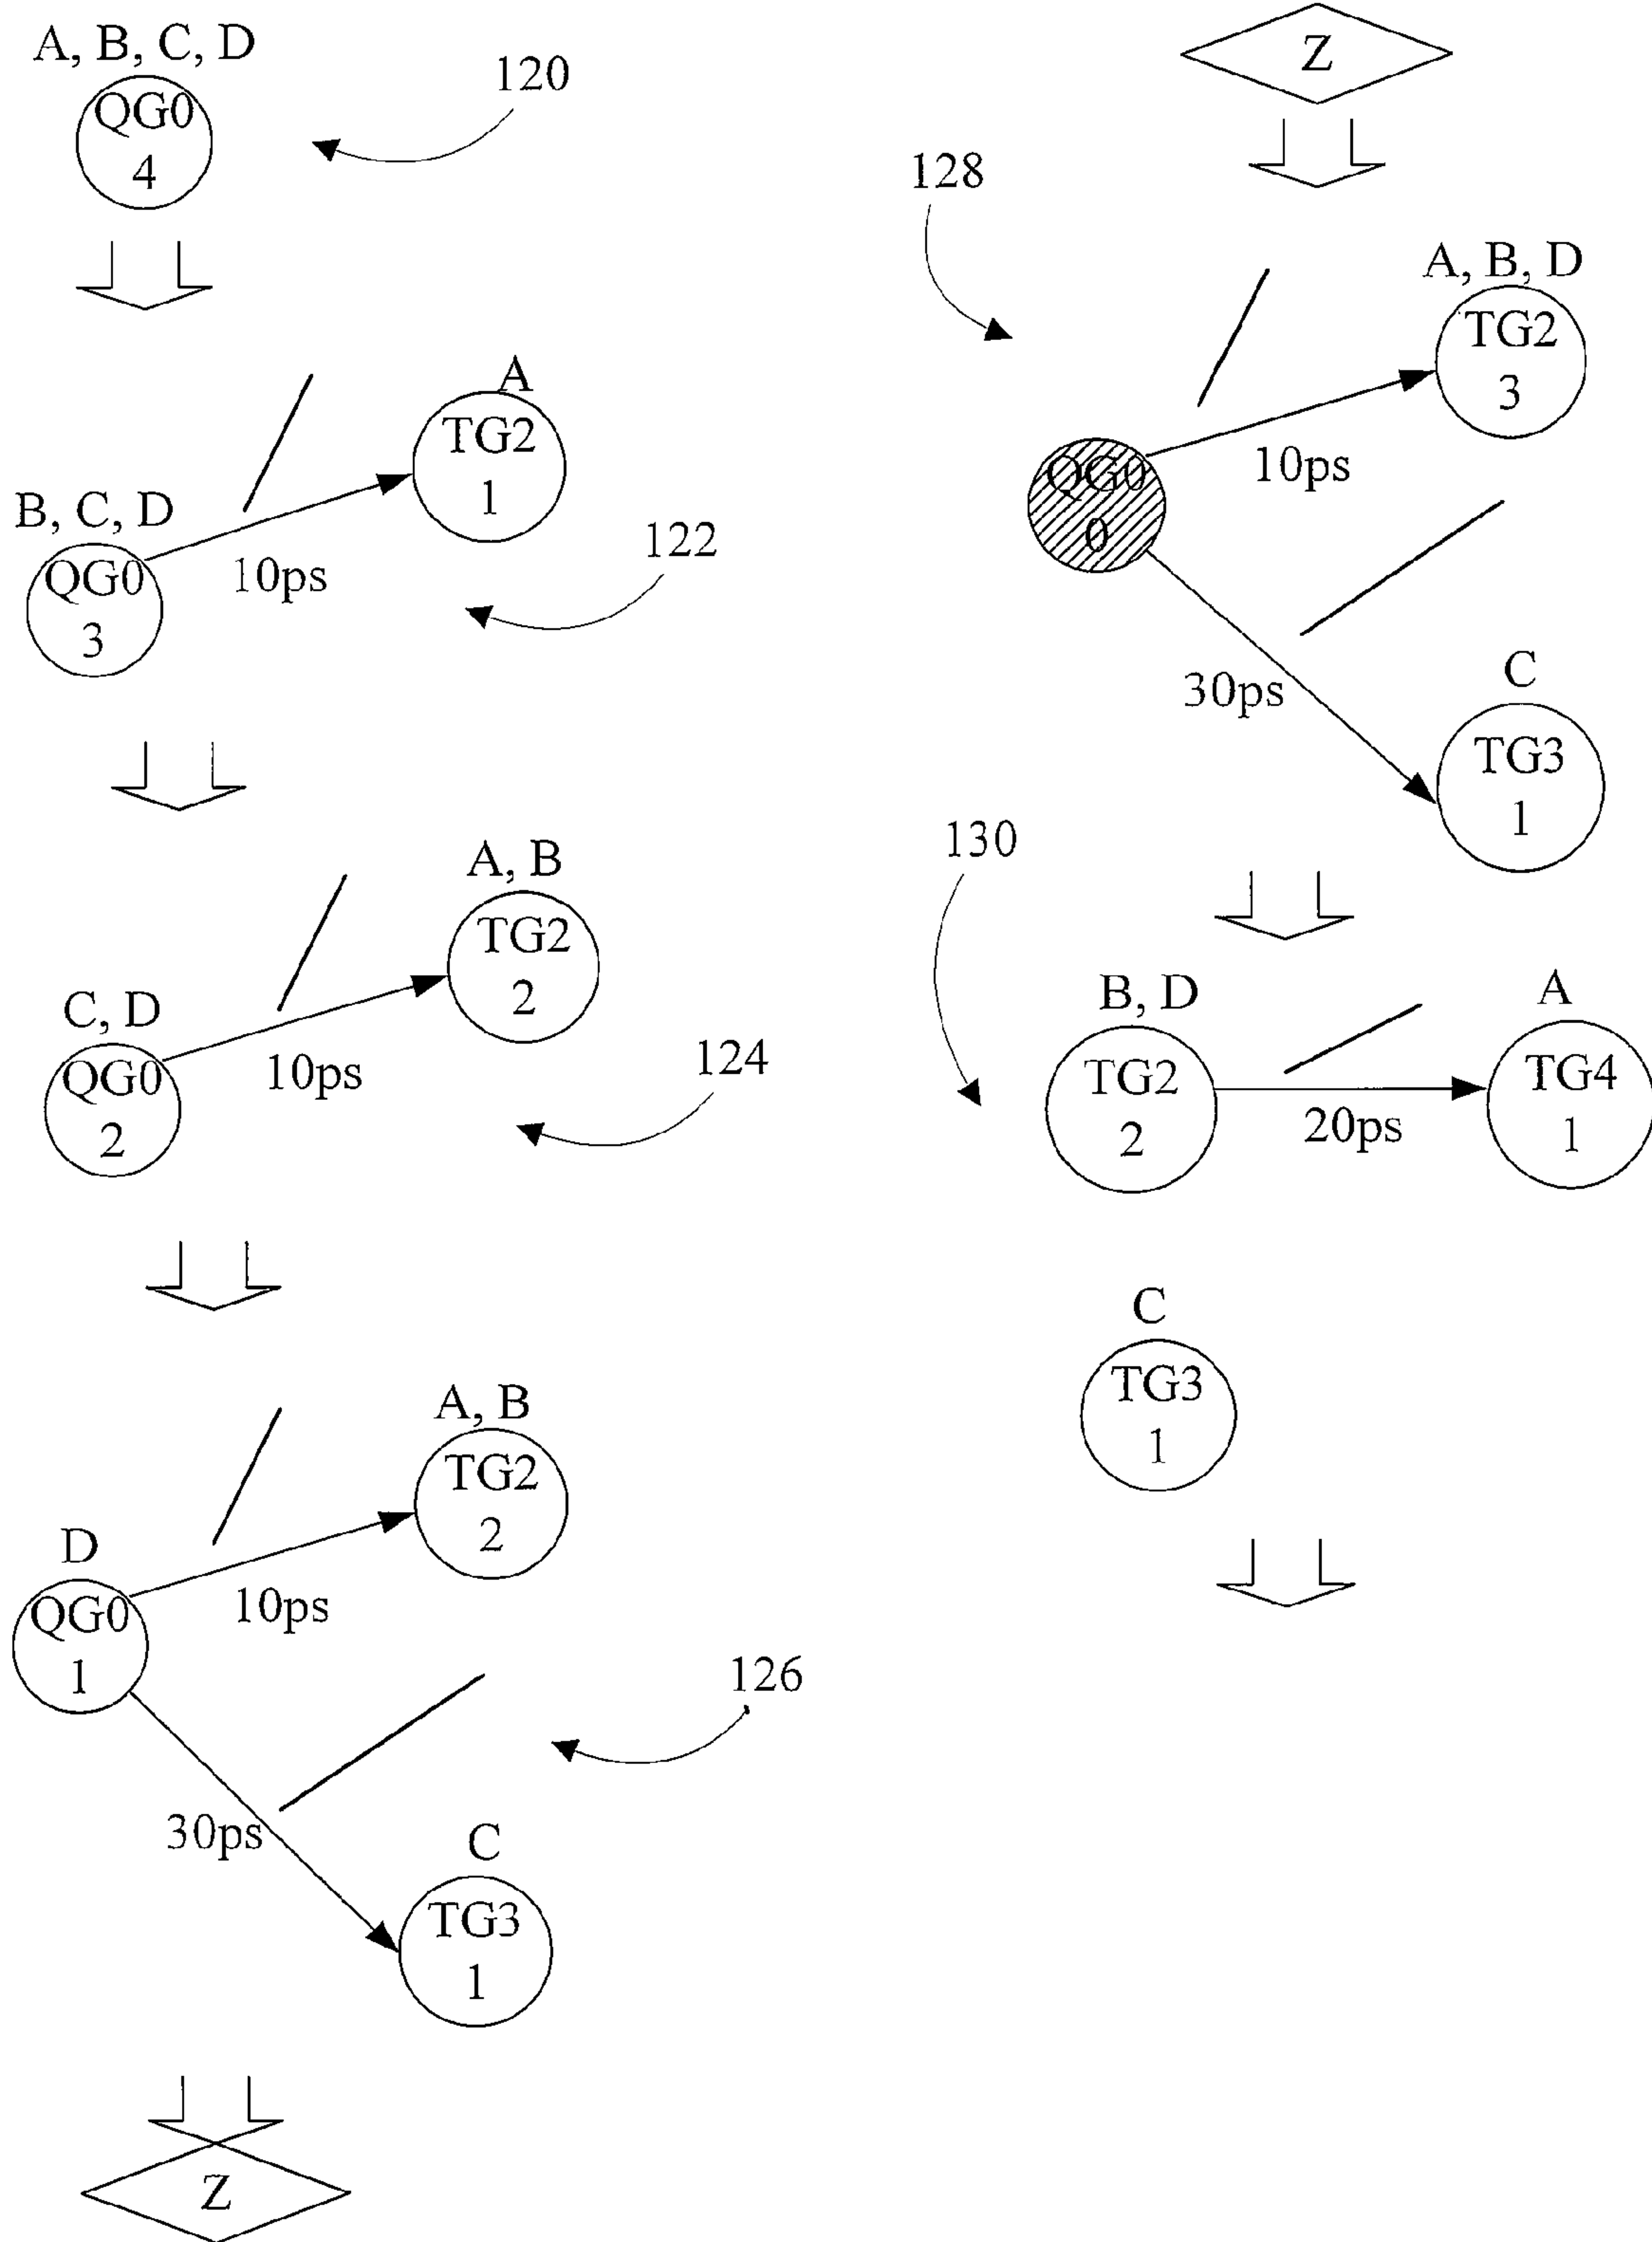 A, B, C, D
QG0
4
120
A
TG2
1
B, C, D
QG0
3
10ps
122
A, B
TG2
2
C, D
QG0
2
10ps
124
A, B
TG2
2
D
QG0
1
10ps
126
30ps
C
TG3
1
Z
Z
128
A, B, D
TG2
3
QG0
0
10ps
30ps
C
TG3
1
130
B, D
TG2
2
20ps
A
TG4
1
C
TG3
1